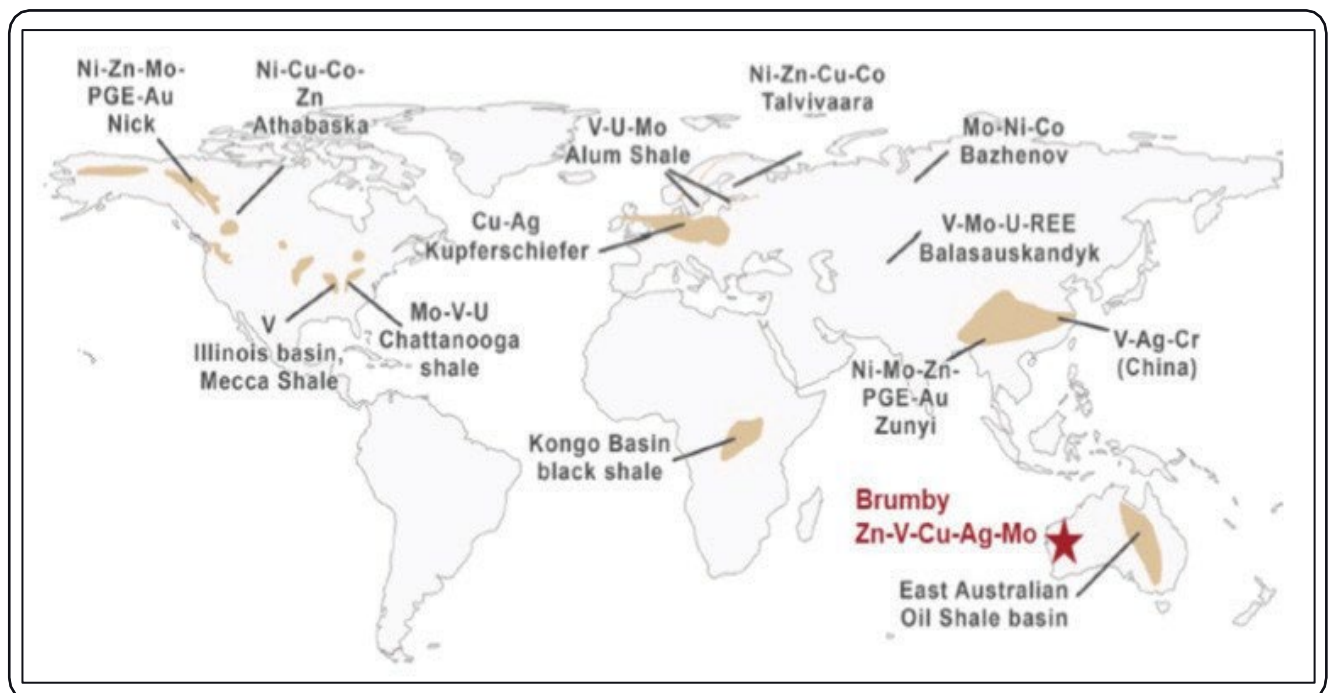 Ni-Zn-Mo-
PGE-Au
Nick
Ni-Cu-Co-
Zn
Athabaska
V-U-Mo
Alum Shale
Ni-Zn-Cu-Co
Talvivaara
Mo-Ni-Co
Bazhenov
Cu-Ag
Kupferschiefer
V-Mo-U-REE
Balasauskandyk
V
Illinois basin,
Mecca Shale
Mo-V-U
Chattanooga
shale
V-Ag-Cr
(China)
Ni-Mo-Zn-
PGE-Au
Zunyi
Kongo Basin
black shale
Brumby
Zn-V-Cu-Ag-Mo
East Australian
Oil Shale basin